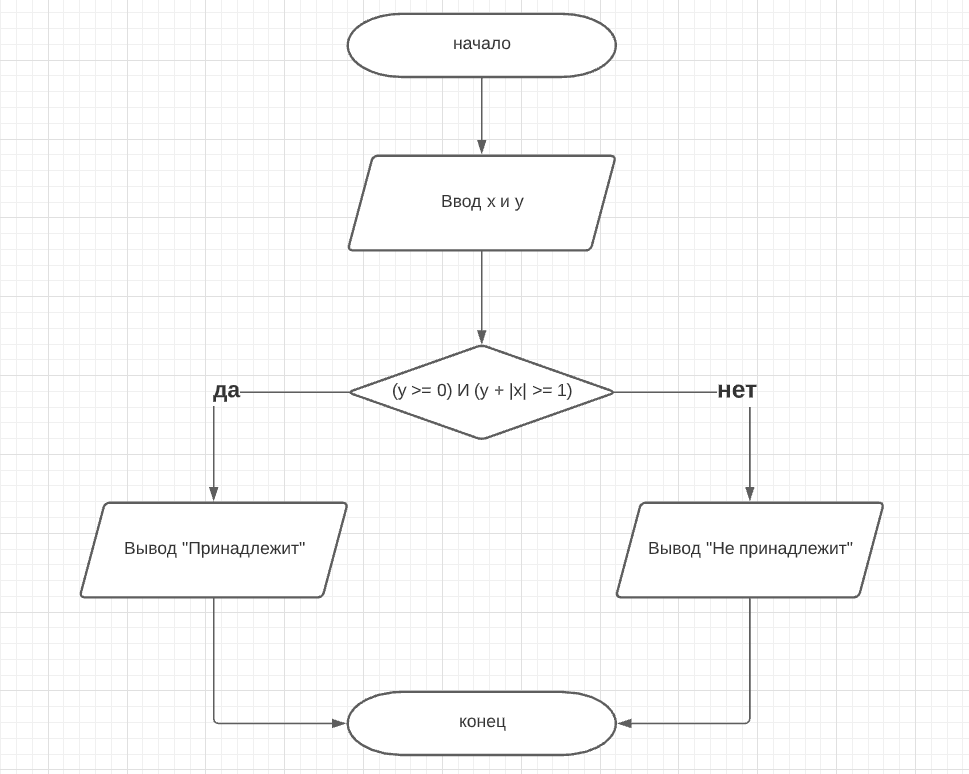 начало
Ввод x и y
(y >= 0) И (y + |x| >= 1)
да
нет
Вывод "Принадлежит"
Вывод "Не принадлежит"
конец